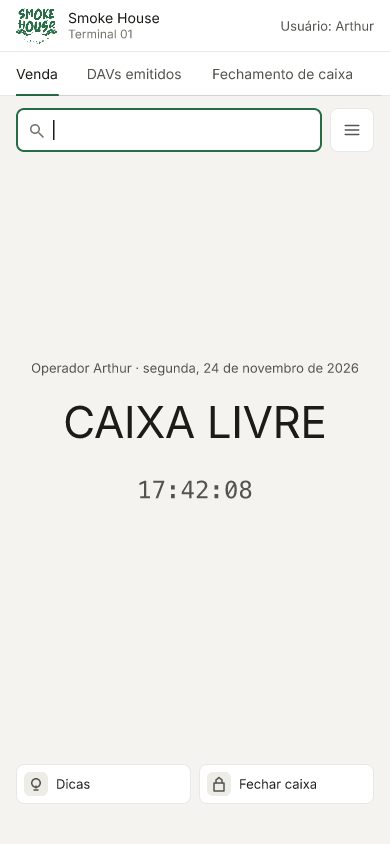 SMOKE
HOUSE
Smoke House
Terminal 01
Usuário: Arthur
Venda
DAVs emitidos
Fechamento de caixa
Operador Arthur · segunda, 24 de novembro de 2026
CAIXA LIVRE
17:42:08
Dicas
Fechar caixa